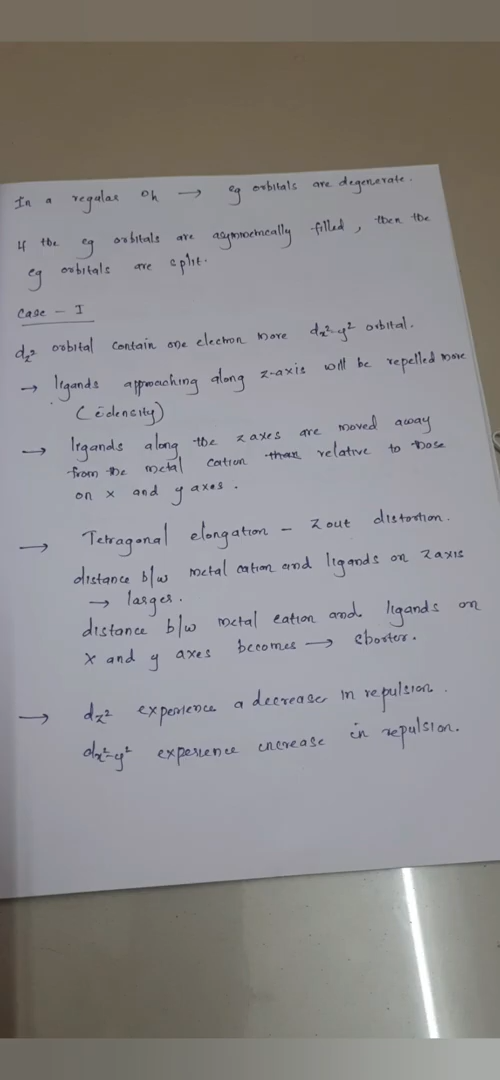 In a regular Oh → eg orbitals are degenerate.
If the eg orbitals are asymmetrically filled, then the
eg orbitals are split.
Case - I
dz² orbital contain one electron more dx²-y² orbital.
→ ligands approaching along z-axis will be repelled more
(ēdensity)
→ ligands along the z axes are moved away
from the metal cation than relative to those
on x and y axes.
→ Tetragonal elongation - z out distortion.
distance b/w metal cation and ligands on z axis
→ larger.
distance b/w metal cation and ligands on
x and y axes becomes → shorter.
→ dz² experience a decrease in repulsion.
dx²-y² experience increase in repulsion.